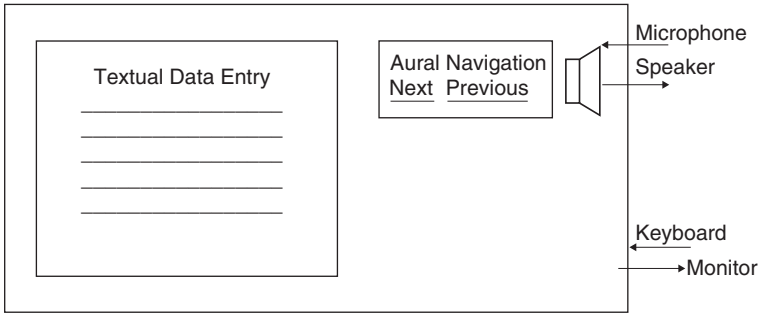 Textual Data Entry
Aural Navigation
Next Previous
Microphone
Speaker
Keyboard
Monitor